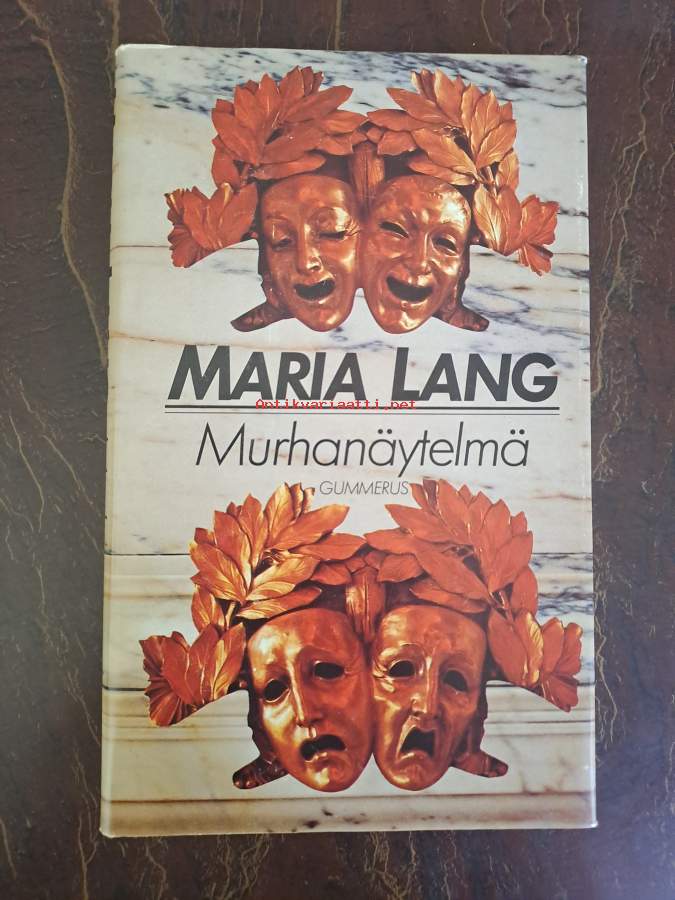 MARIA LANG
Antikvariaatti.net
Murhanäytelmä
GUMMERUS